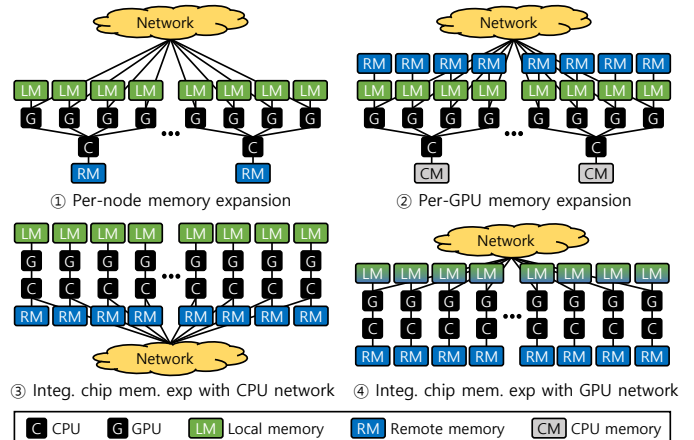 Network Network
RM RM RM RM RM RM RM RM
LM LM LM LM LM LM LM LM LM LM LM LM LM LM LM LM
G G G G ••• G G G G G G G G ••• G G G G
C C C C
RM RM CM CM
① Per-node memory expansion ② Per-GPU memory expansion
LM LM LM LM LM LM LM LM
G G G G ••• G G G G
C C C C C C C C
RM RM RM RM RM RM RM RM
Network
Network
LM LM LM LM LM LM LM LM
G G G G ••• G G G G
C C C C C C C C
RM RM RM RM RM RM RM RM
③ Integ. chip mem. exp with CPU network ④ Integ. chip mem. exp with GPU network
C CPU G GPU LM Local memory RM Remote memory CM CPU memory